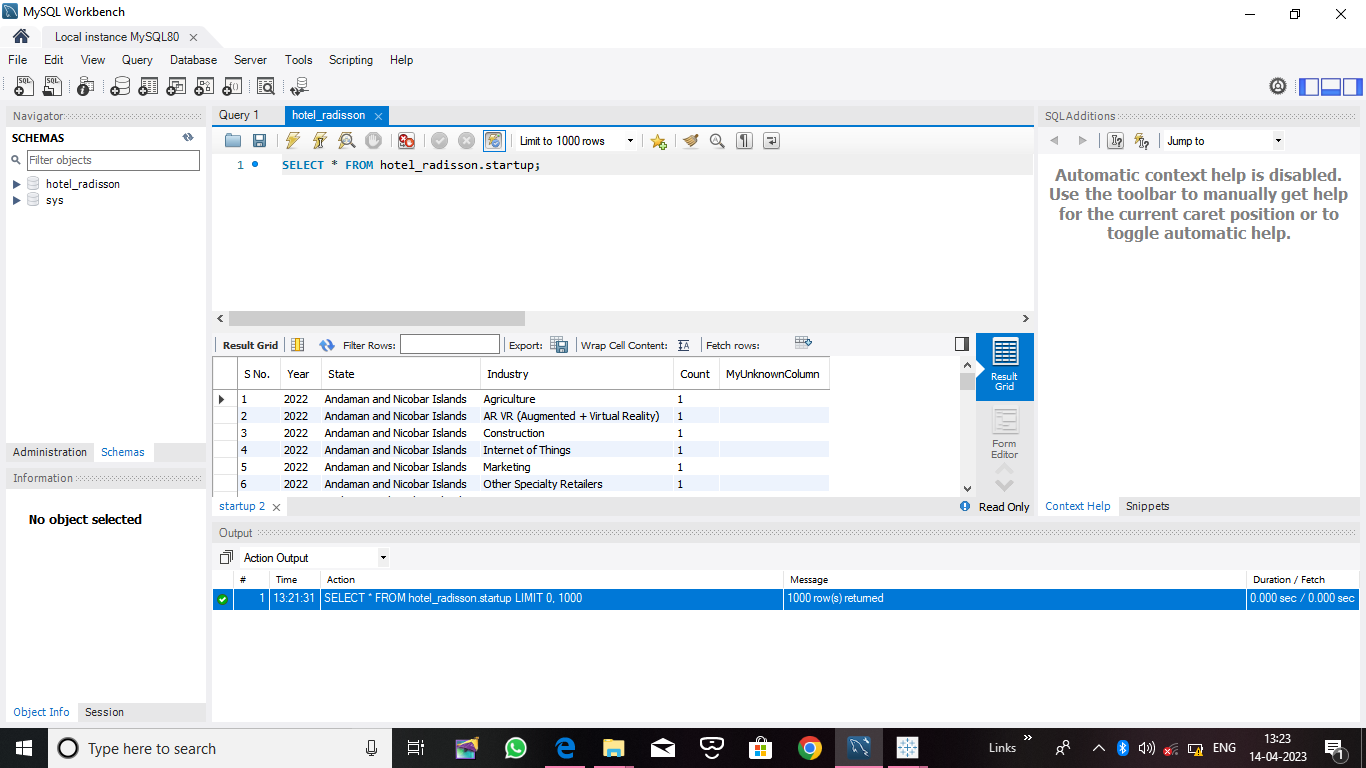 MySQL Workbench
Local instance MySQL80
File Edit View Query Database Server Tools Scripting Help
Navigator
SCHEMAS
Filter objects
hotel_radisson
sys
Administration Schemas
Information
No object selected
Object Info Session
Query 1 hotel_radisson
Limit to 1000 rows
1 SELECT * FROM hotel_radisson.startup;
Result Grid Filter Rows: Export: Wrap Cell Content: Fetch rows:
S No. Year State Industry Count MyUnknownColumn
1 2022 Andaman and Nicobar Islands Agriculture 1
2 2022 Andaman and Nicobar Islands AR VR (Augmented + Virtual Reality) 1
3 2022 Andaman and Nicobar Islands Construction 1
4 2022 Andaman and Nicobar Islands Internet of Things 1
5 2022 Andaman and Nicobar Islands Marketing 1
6 2022 Andaman and Nicobar Islands Other Specialty Retailers 1
Result
Grid
Form
Editor
startup 2
Read Only
SQLAdditions
Jump to
Automatic context help is disabled.
Use the toolbar to manually get help
for the current caret position or to
toggle automatic help.
Context Help Snippets
Output
Action Output
# Time Action Message Duration / Fetch
1 13:21:31 SELECT * FROM hotel_radisson.startup LIMIT 0, 1000 1000 row(s) returned 0.000 sec / 0.000 sec
Type here to search
Links
ENG
13:23
14-04-2023
1